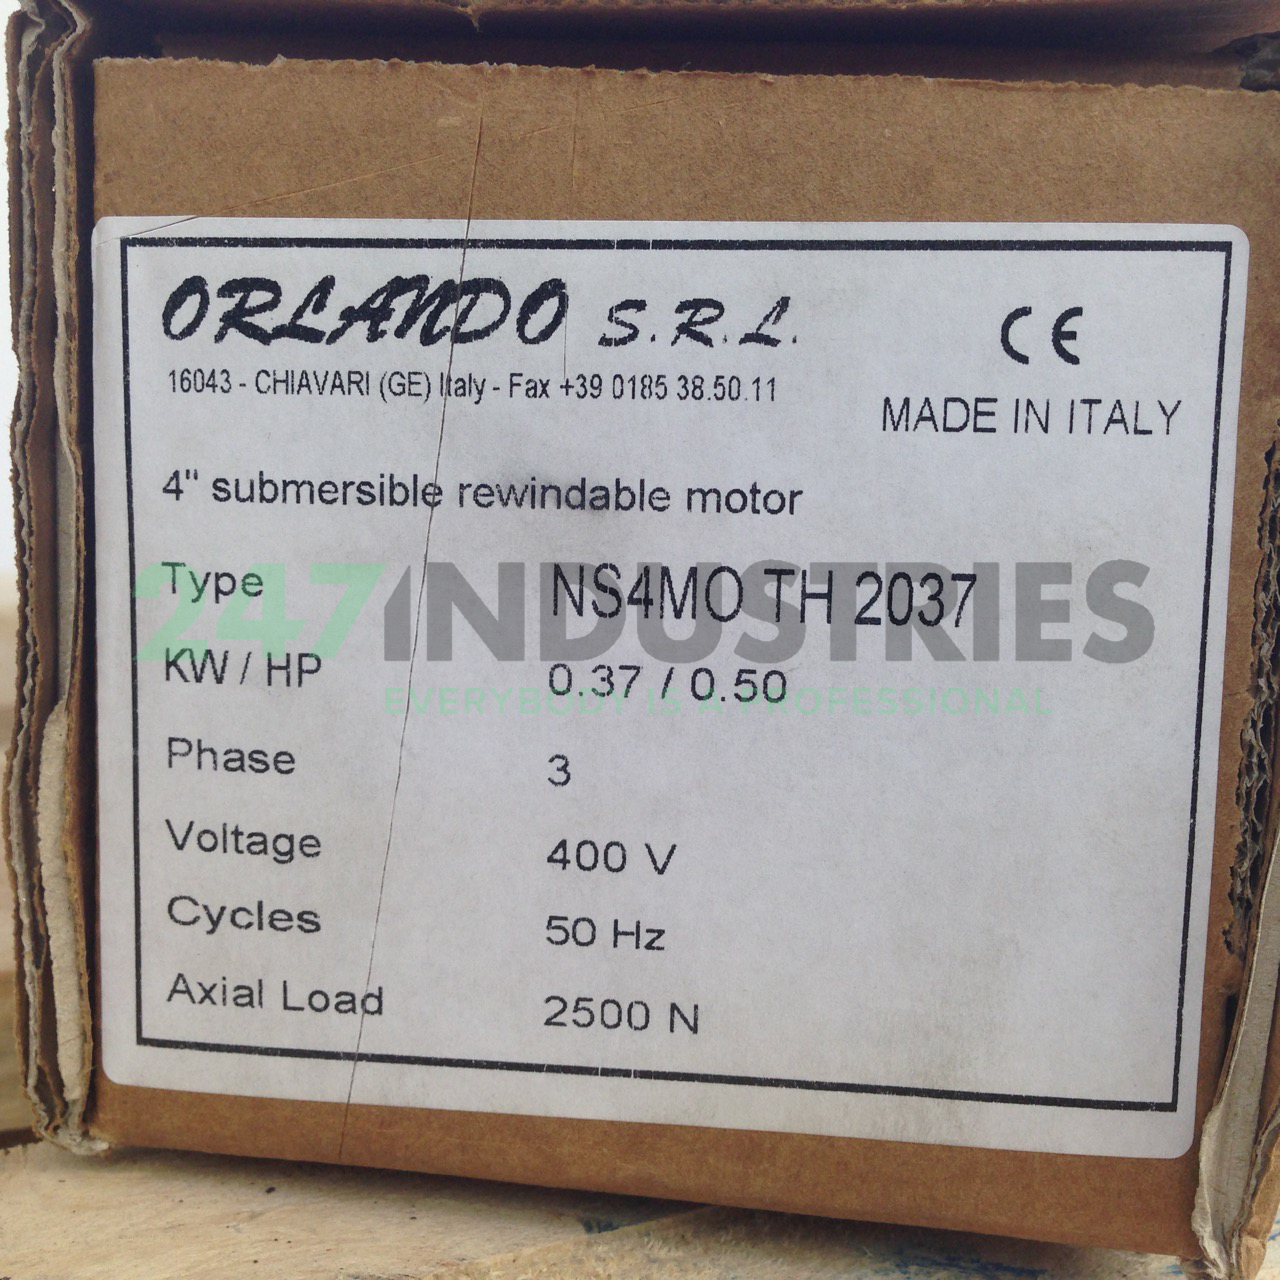 ORLANDO S.R.L.
16043 - CHIAVARI (GE) Italy - Fax +39 0185 38.50.11
CE
MADE IN ITALY
4" submersible rewindable motor
Type NS4MO TH 2037
247INDUSTRIES
KW / HP 0.37 / 0.50
EVERYBODY IS A PROFESSIONAL
Phase 3
Voltage 400 V
Cycles 50 Hz
Axial Load 2500 N